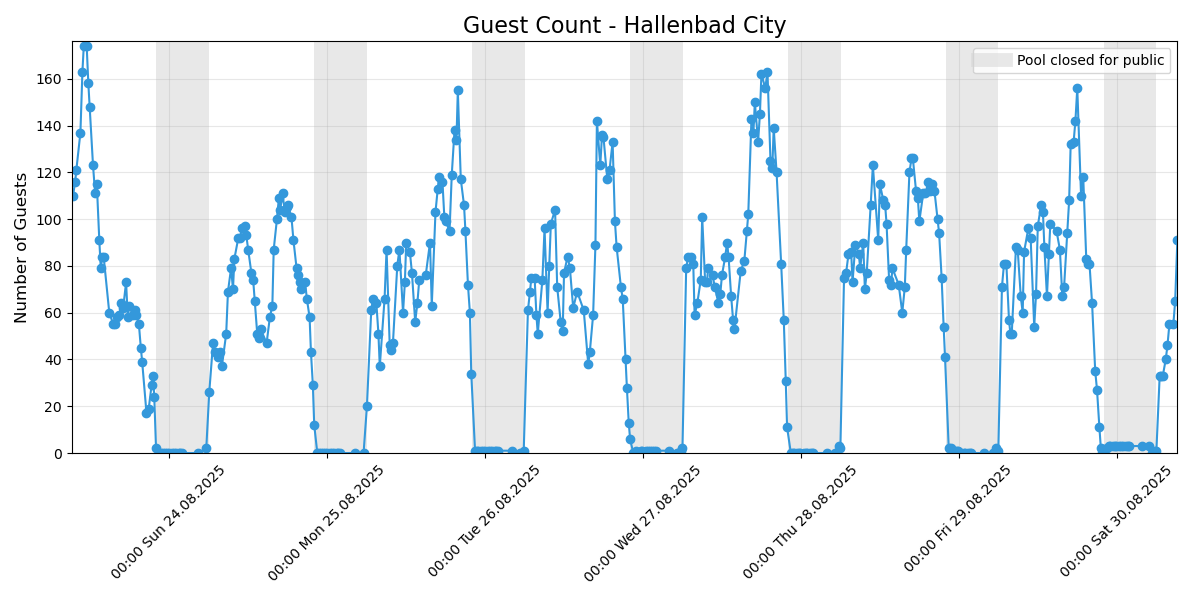 Guest Count - Hallenbad City
Pool closed for public
Number of Guests
160
140
120
100
80
60
40
20
0
00:00 Sun 24.08.2025
00:00 Mon 25.08.2025
00:00 Tue 26.08.2025
00:00 Wed 27.08.2025
00:00 Thu 28.08.2025
00:00 Fri 29.08.2025
00:00 Sat 30.08.2025